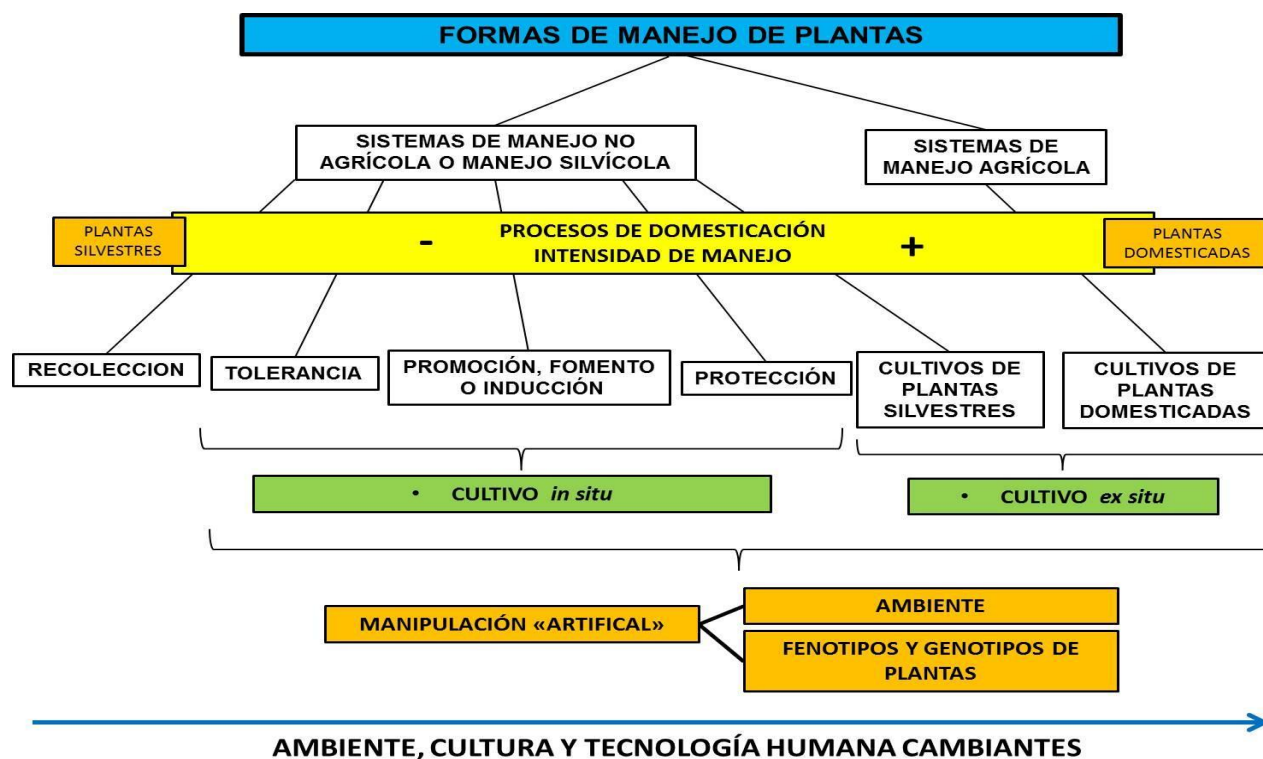 FORMAS DE MANEJO DE PLANTAS
SISTEMAS DE MANEJO NO
AGRÍCOLA O MANEJO SILVÍCOLA
SISTEMAS DE
MANEJO AGRÍCOLA
PLANTAS
SILVESTRES
-
PROCESOS DE DOMESTICACIÓN
INTENSIDAD DE MANEJO
+
PLANTAS
DOMESTICADAS
RECOLECCION
TOLERANCIA
PROMOCIÓN, FOMENTO
O INDUCCIÓN
PROTECCIÓN
CULTIVOS DE
PLANTAS
SILVESTRES
CULTIVOS DE
PLANTAS
DOMESTICADAS
• CULTIVO in situ
• CULTIVO ex situ
MANIPULACIÓN «ARTIFICAL»
AMBIENTE
FENOTIPOS Y GENOTIPOS DE
PLANTAS
AMBIENTE, CULTURA Y TECNOLOGÍA HUMANA CAMBIANTES